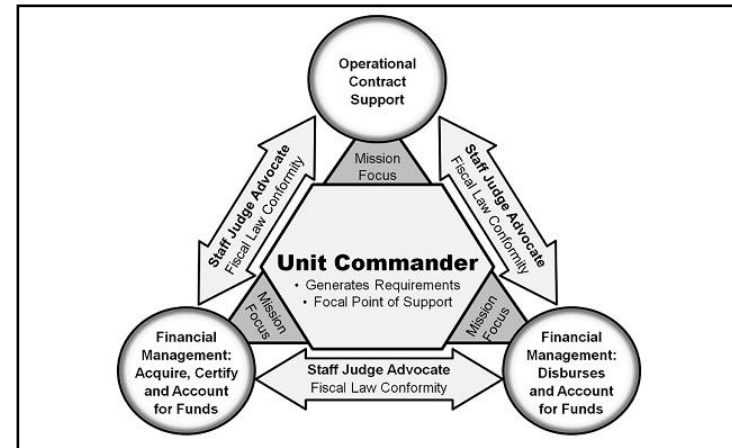 Operational
Contract
Support
Mission
Focus
Staff Judge Advocate
Fiscal Law Conformity
Staff Judge Advocate
Fiscal Law Conformity
Unit Commander
• Generates Requirements
• Focal Point of Support
Mission
Focus
Mission
Focus
Financial
Management:
Acquire, Certify
and Account
for Funds
Staff Judge Advocate
Fiscal Law Conformity
Financial
Management:
Disburses
and Account
for Funds